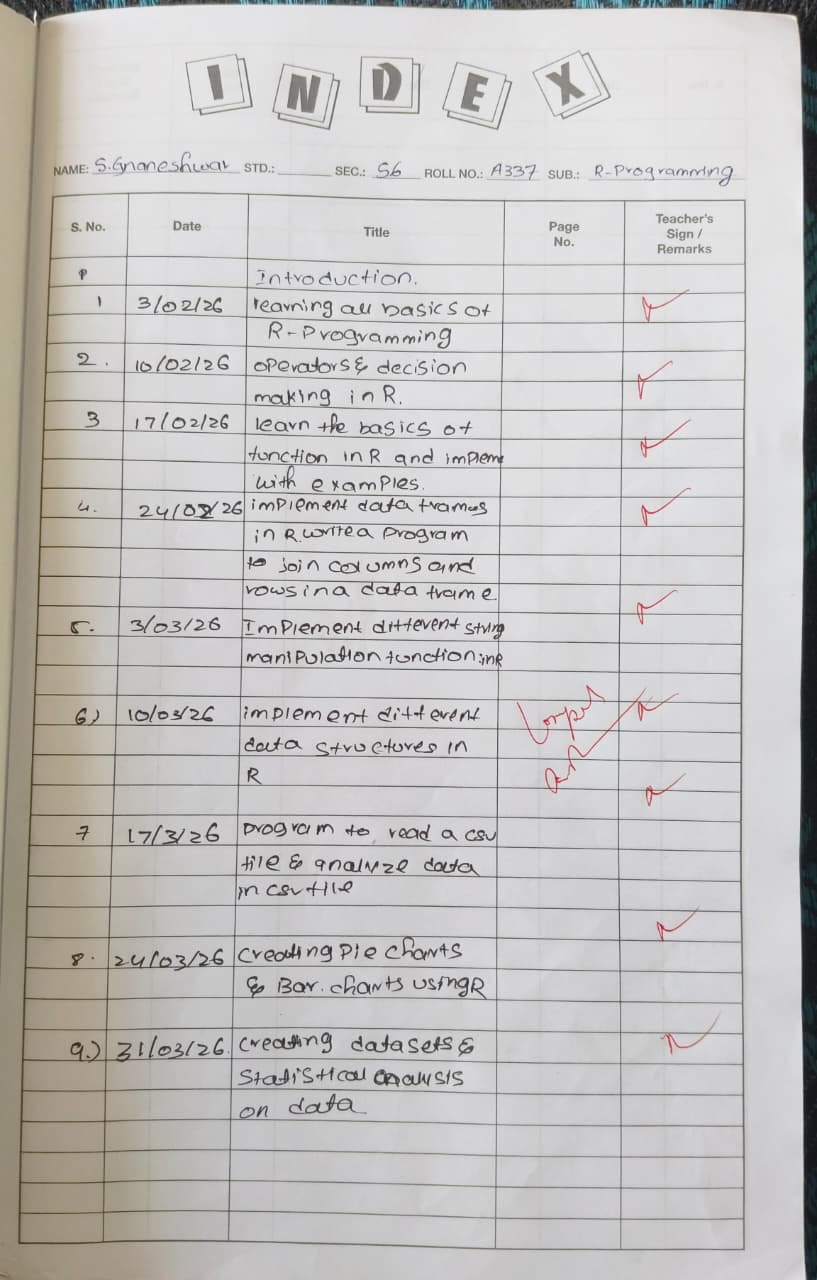 INDEX
NAME: S.Gnaneshwar STD.: SEC.: S6 ROLL NO.: A337 SUB.: R-Programming
S. No. Date Title Page No. Teacher's Sign / Remarks
Introduction.
1 3/02/26 learning all basics of
R-Programming
2. 10/02/26 operators & decision
making in R.
3 17/02/26 learn the basics of
function in R and impleme
with examples.
4. 24/02/26 implement data frames
in R. write a program
to join columns and
rows in a data frame
5. 3/03/26 Implement different string
manipulation function in R
6) 10/03/26 implement different
data structures in
R
7 17/3/26 program to read a csv
file & analyze data
in csv file
8. 24/03/26 creating pie charts
& Bar. charts using R
9.) 31/03/26. creating datasets &
Statistical analysis
on data